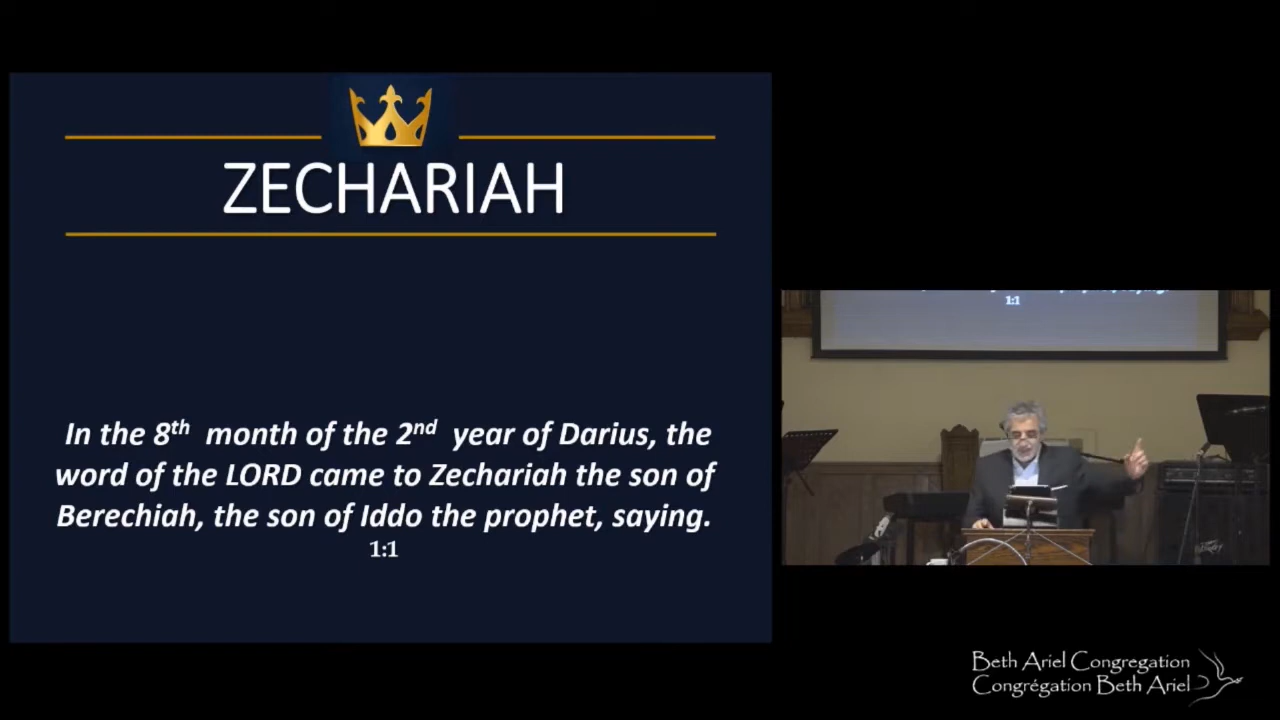 ZECHARIAH
In the 8th month of the 2nd year of Darius, the
word of the LORD came to Zechariah the son of
Berechiah, the son of Iddo the prophet, saying.
1:1
1:1
Beth Ariel Congregation
Congrégation Beth Ariel